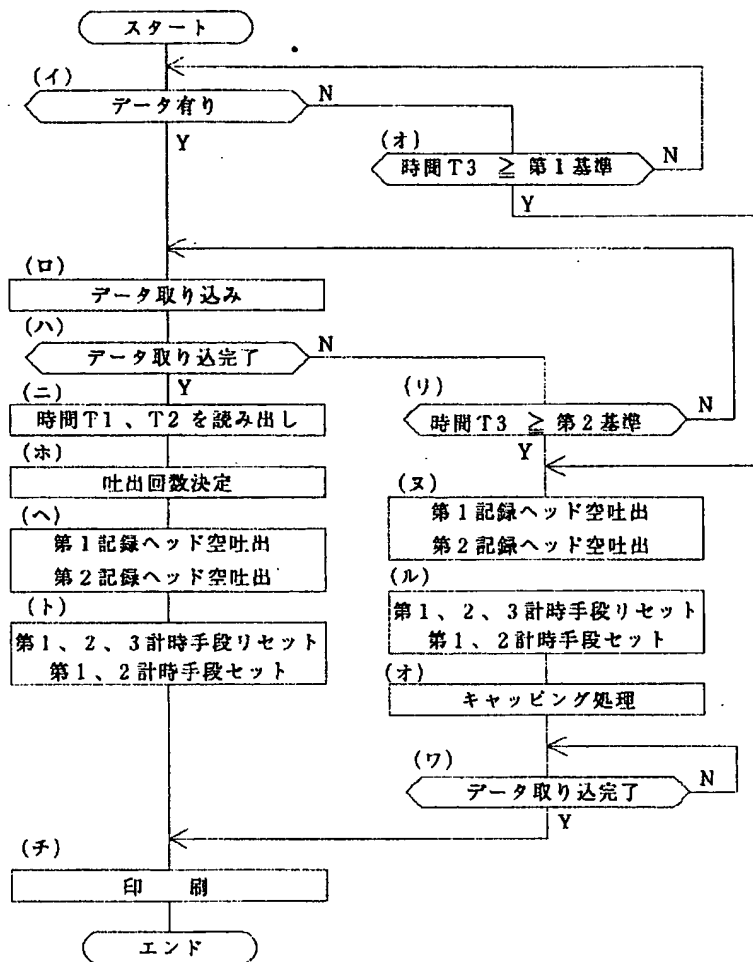 スタート
(イ)
データ有り
N
Y
(オ)
時間T3 ≧ 第1基準
N
Y
(ロ)
データ取り込み
(ハ)
データ取り込完了
N
Y
(ニ)
時間T1、T2を読み出し
(リ)
時間T3 ≧ 第2基準
N
Y
(ホ)
吐出回数決定
(ヘ)
第1記録ヘッド空吐出
第2記録ヘッド空吐出
(ヌ)
第1記録ヘッド空吐出
第2記録ヘッド空吐出
(ト)
第1、2、3計時手段リセット
第1、2計時手段セット
(ル)
第1、2、3計時手段リセット
第1、2計時手段セット
(オ)
キャッピング処理
(ワ)
データ取り込完了
N
Y
(チ)
印 刷
エンド